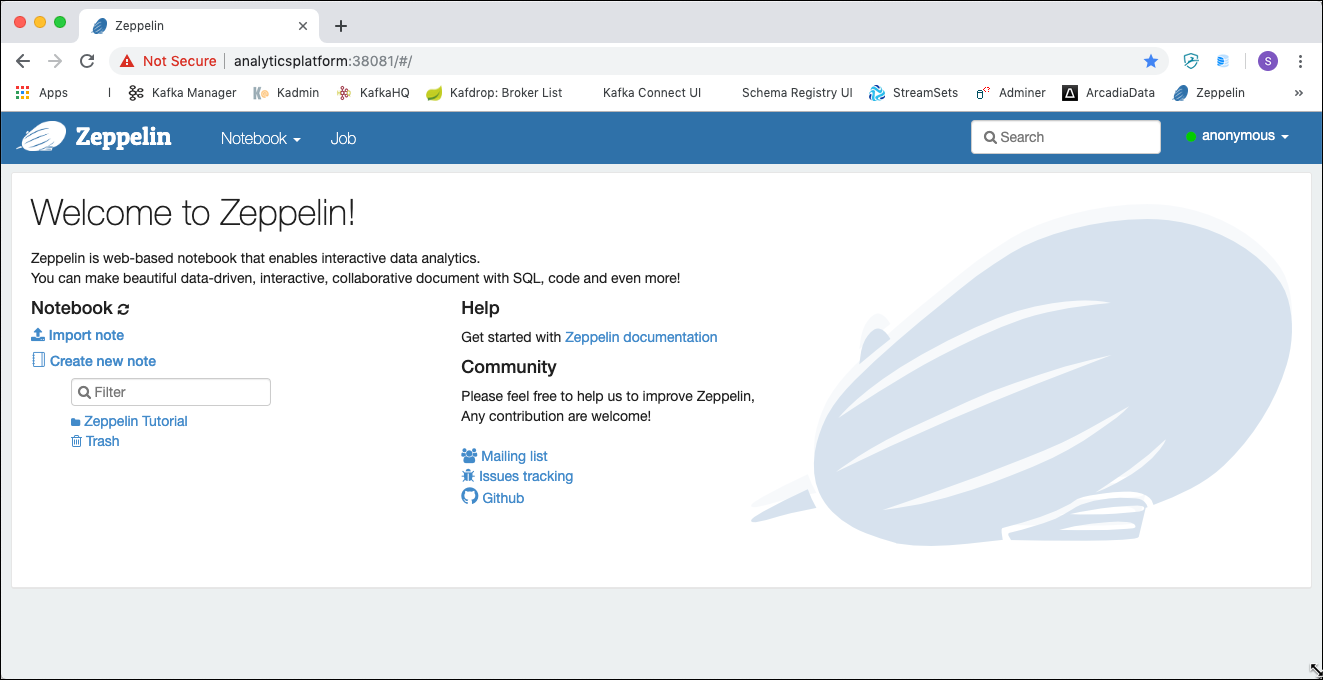 Zeppelin
Not Secure analyticsplatform:38081/#/ S
Apps Kafka Manager Kadmin KafkaHQ Kafdrop: Broker List Kafka Connect UI Schema Registry UI StreamSets Adminer ArcadiaData Zeppelin »
Zeppelin Notebook Job Search anonymous
Welcome to Zeppelin!
Zeppelin is web-based notebook that enables interactive data analytics.
You can make beautiful data-driven, interactive, collaborative document with SQL, code and even more!
Notebook
Import note
Create new note
Filter
Zeppelin Tutorial
Trash
Help
Get started with Zeppelin documentation
Community
Please feel free to help us to improve Zeppelin,
Any contribution are welcome!
Mailing list
Issues tracking
Github